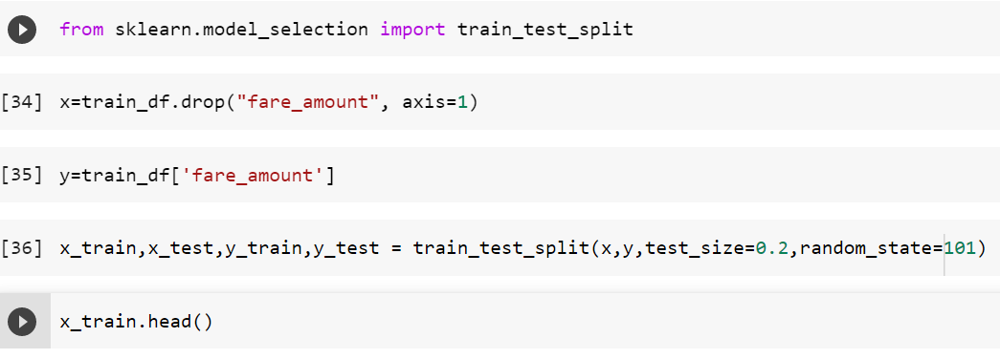 from sklearn.model_selection import train_test_split
[34] x=train_df.drop("fare_amount", axis=1)
[35] y=train_df['fare_amount']
[36] x_train,x_test,y_train,y_test = train_test_split(x,y,test_size=0.2,random_state=101)
x_train.head()